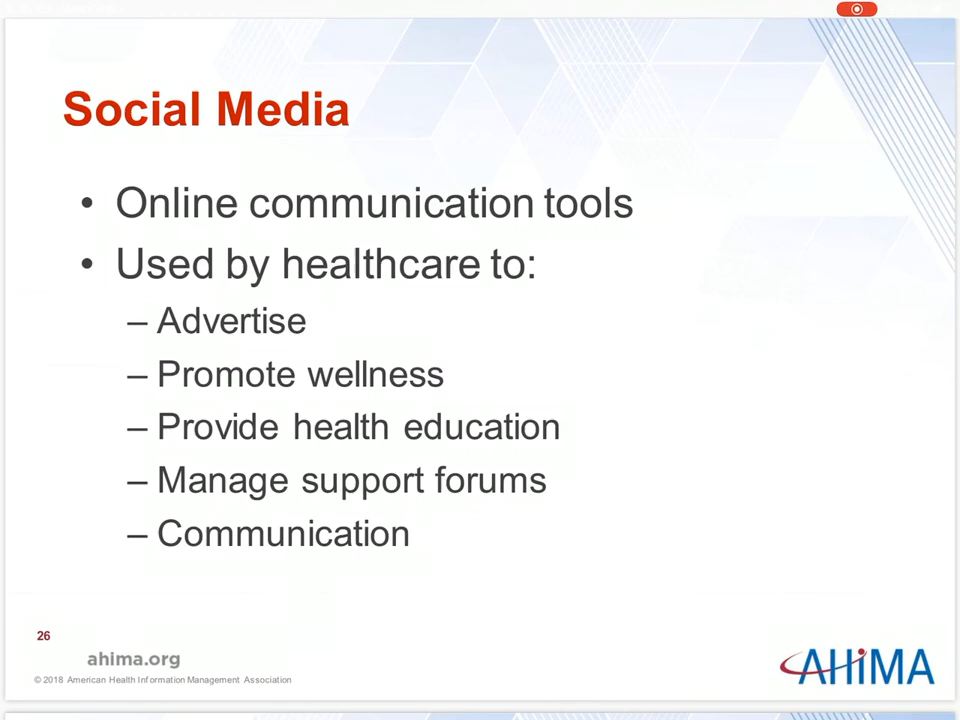 Social Media
• Online communication tools
• Used by healthcare to:
– Advertise
– Promote wellness
– Provide health education
– Manage support forums
– Communication
26
ahima.org
© 2018 American Health Information Management Association
AHiMA